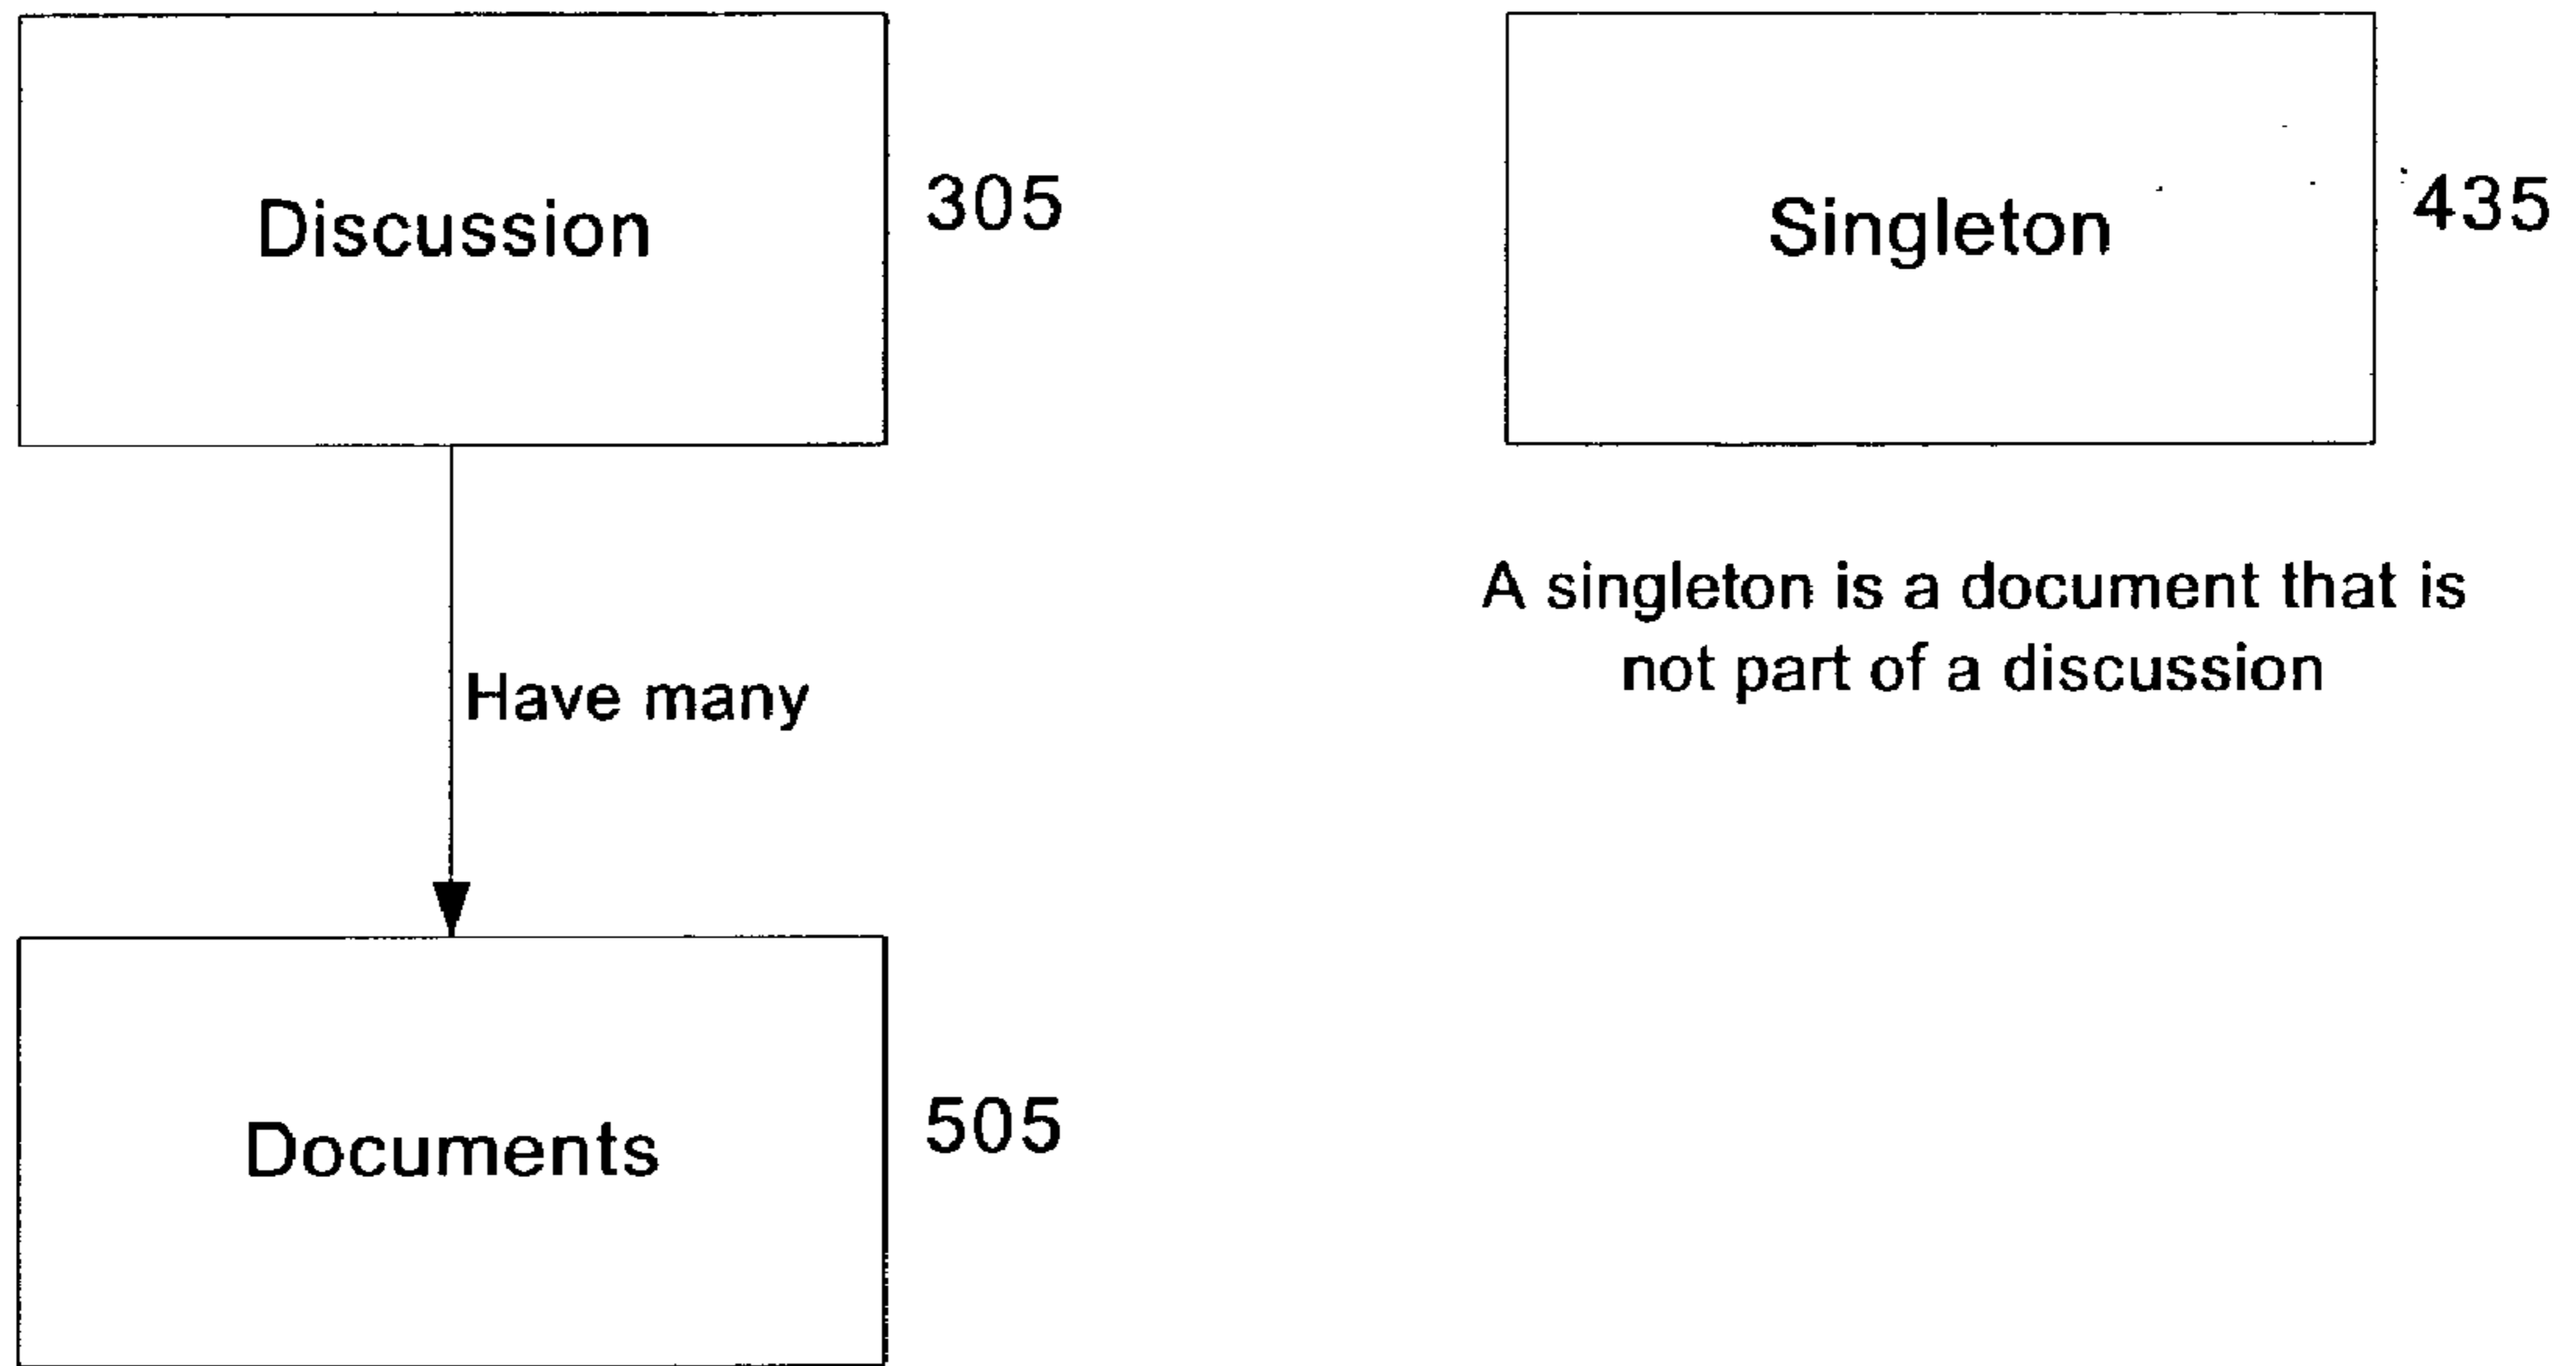 Discussion
305
Singleton
435
A singleton is a document that is
not part of a discussion
Have many
Documents
505